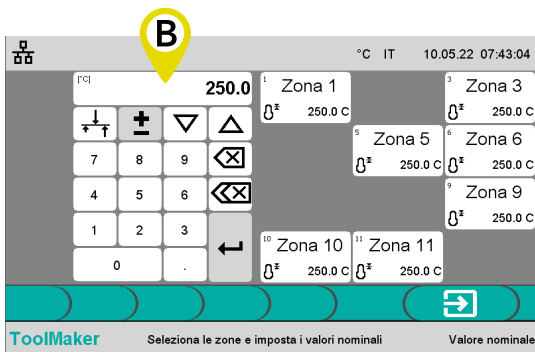 B
°C IT 10.05.22 07:43:04
[°C]
250.0
7 8 9
4 5 6
1 2 3
0 .
1 Zona 1
250.0 C
3 Zona 3
250.0 C
5 Zona 5
250.0 C
6 Zona 6
250.0 C
9 Zona 9
250.0 C
10 Zona 10
250.0 C
11 Zona 11
250.0 C
ToolMaker Seleziona le zone e imposta i valori nominali Valore nominale